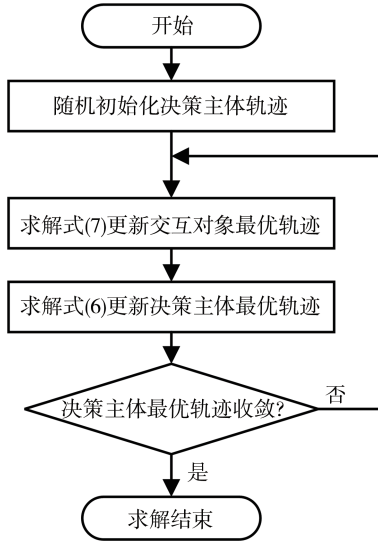 开始
随机初始化决策主体轨迹
求解式(7)更新交互对象最优轨迹
求解式(6)更新决策主体最优轨迹
决策主体最优轨迹收敛?
否
是
求解结束